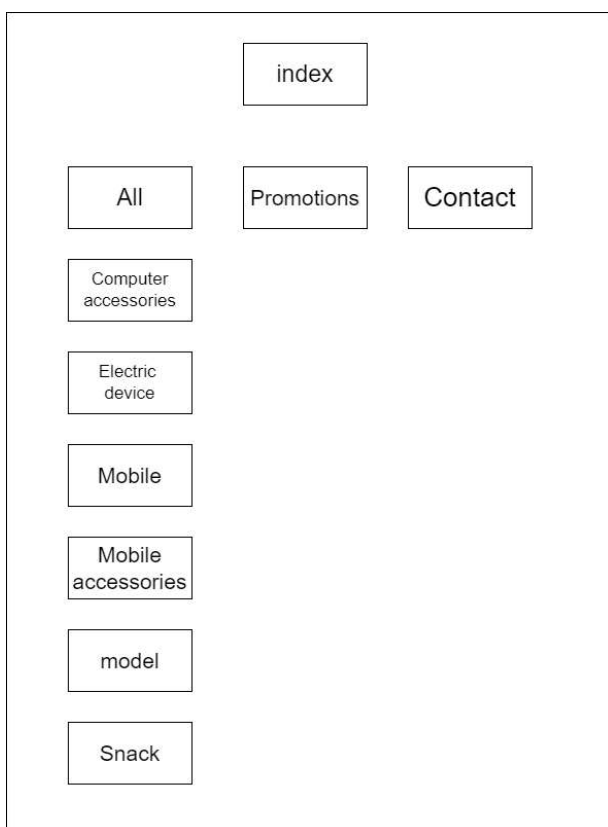 index
All
Promotions
Contact
Computer
accessories
Electric
device
Mobile
Mobile
accessories
model
Snack